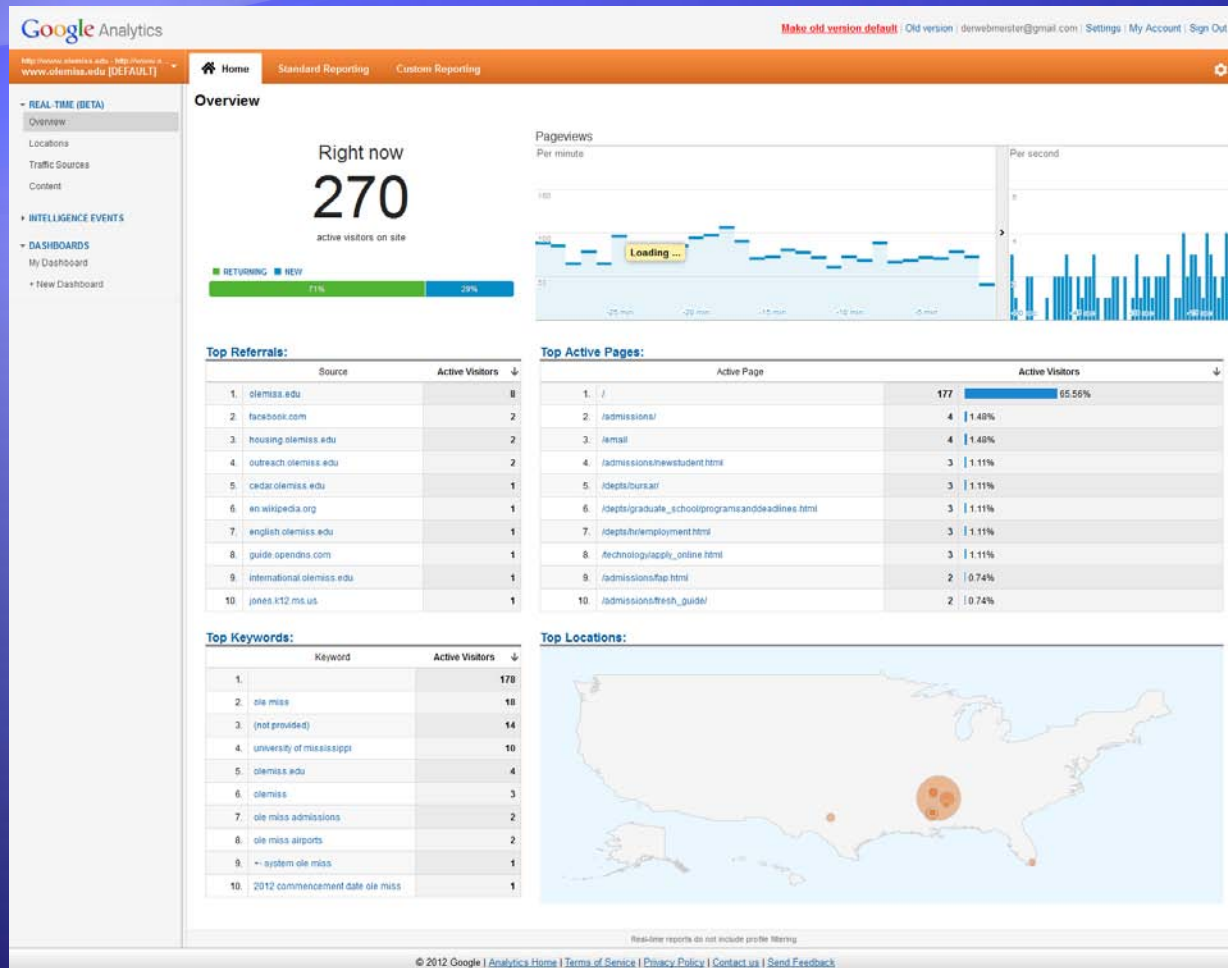 Google Analytics
Make old version default | Old version | derwebmeister@gmail.com | Settings | My Account | Sign Out
www.olemiss.edu [DEFAULT]
Home Standard Reporting Custom Reporting
REAL-TIME (BETA)
Overview
Locations
Traffic Sources
Content
INTELLIGENCE EVENTS
DASHBOARDS
My Dashboard
+ New Dashboard
Overview
Right now
270
active visitors on site
RETURNING NEW
71% 29%
Pageviews
Per minute
Per second
100
50
Loading ...
-25 min -20 min -15 min -10 min -5 min
Top Referrals:
Source Active Visitors
1. olemiss.edu 8
2. facebook.com 2
3. housing.olemiss.edu 2
4. outreach.olemiss.edu 2
5. cedar.olemiss.edu 1
6. en.wikipedia.org 1
7. english.olemiss.edu 1
8. guide.opendns.com 1
9. international.olemiss.edu 1
10. jones.k12.ms.us 1
Top Active Pages:
Active Page Active Visitors
1. / 177 65.56%
2. /admissions/ 4 1.48%
3. /email 4 1.48%
4. /admissions/newstudent.html 3 1.11%
5. /depts/bursar/ 3 1.11%
6. /depts/graduate_school/programsanddeadlines.html 3 1.11%
7. /depts/hr/employment.html 3 1.11%
8. /technology/apply_online.html 3 1.11%
9. /admissions/fap.html 2 0.74%
10. /admissions/fresh_guide/ 2 0.74%
Top Keywords:
Keyword Active Visitors
1. 178
2. ole miss 18
3. (not provided) 14
4. university of mississippi 10
5. olemiss.edu 4
6. olemiss 3
7. ole miss admissions 2
8. ole miss airports 2
9. +- system ole miss 1
10. 2012 commencement date ole miss 1
Top Locations:
Real-time reports do not include profile filtering.
© 2012 Google | Analytics Home | Terms of Service | Privacy Policy | Contact us | Send Feedback